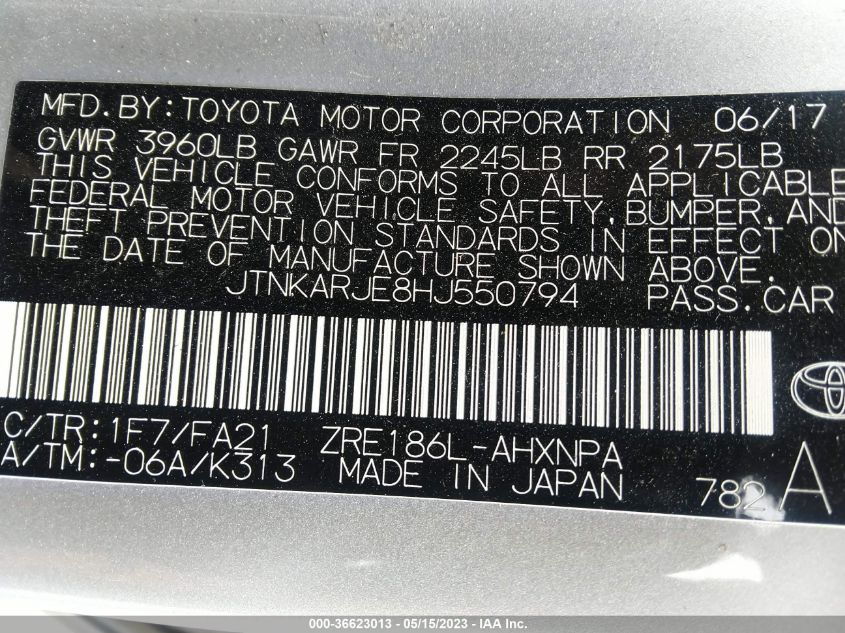 MFD.BY:TOYOTA MOTOR CORPORATION 06/17
GVWR 3960LB GAWR FR 2245LB RR 2175LB
THIS VEHICLE CONFORMS TO ALL APPLICABLE
FEDERAL MOTOR VEHICLE SAFETY,BUMPER,AND
THEFT PREVENTION STANDARDS IN EFFECT ON
THE DATE OF MANUFACTURE SHOWN ABOVE.
JTNKARJE8HJ550794 PASS.CAR
C/TR:1F7/FA21 ZRE186L-AHXNPA
A/TM:-06A/K313 MADE IN JAPAN 782 A
000-36623013 - 05/15/2023 - IAAI.com